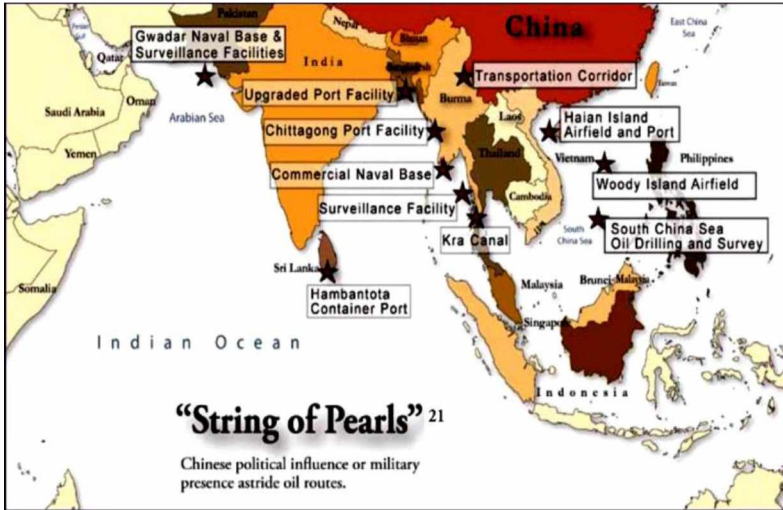 Pakistan
Nepal
Bhutan
China
East China
Sea
Gwadar Naval Base &
Surveillance Facilities
Qatar
India
Bangladesh
Transportation Corridor
Taiwan
Oman
Saudi Arabia
Upgraded Port Facility
Burma
Arabian Sea
Laos
Haian Island
Airfield and Port
Chittagong Port Facility
Yemen
Thailand
Vietnam
Philippines
Commercial Naval Base
Woody Island Airfield
Cambodia
Surveillance Facility
South
China Sea
South China Sea
Oil Drilling and Survey
Kra Canal
Sri Lanka
Somalia
Hambantota
Container Port
Malaysia
Brunei
Malaysia
Singapore
Indian Ocean
Indonesia
“String of Pearls” 21
Chinese political influence or military
presence astride oil routes.